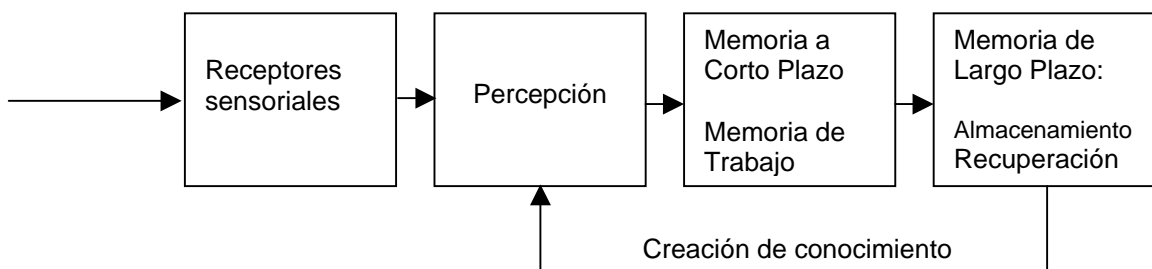 Receptores
sensoriales
Percepción
Memoria a
Corto Plazo
Memoria de
Trabajo
Memoria de
Largo Plazo:
Almacenamiento
Recuperación
Creación de conocimiento